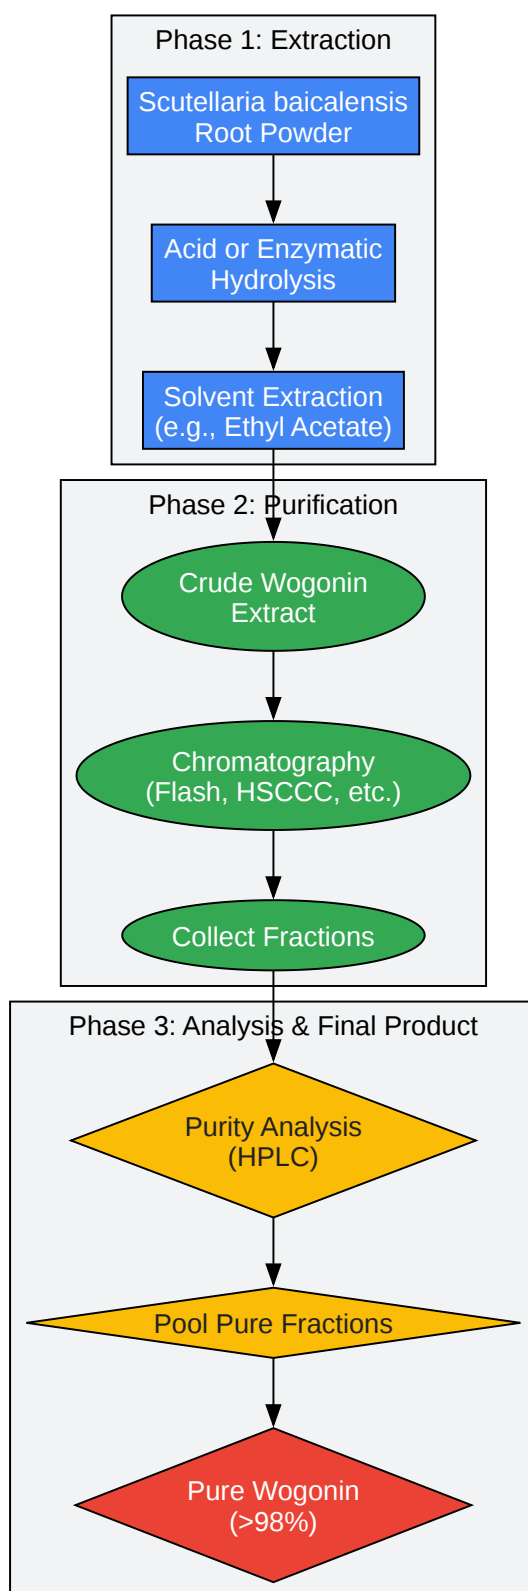 Phase 1: Extraction
Scutellaria baicalensis
Root Powder
Acid or Enzymatic
Hydrolysis
Solvent Extraction
(e.g., Ethyl Acetate)
Phase 2: Purification
Crude Wogonin
Extract
Chromatography
(Flash, HSCCC, etc.)
Collect Fractions
Phase 3: Analysis & Final Product
Purity Analysis
(HPLC)
Pool Pure Fractions
Pure Wogonin
(>98%)